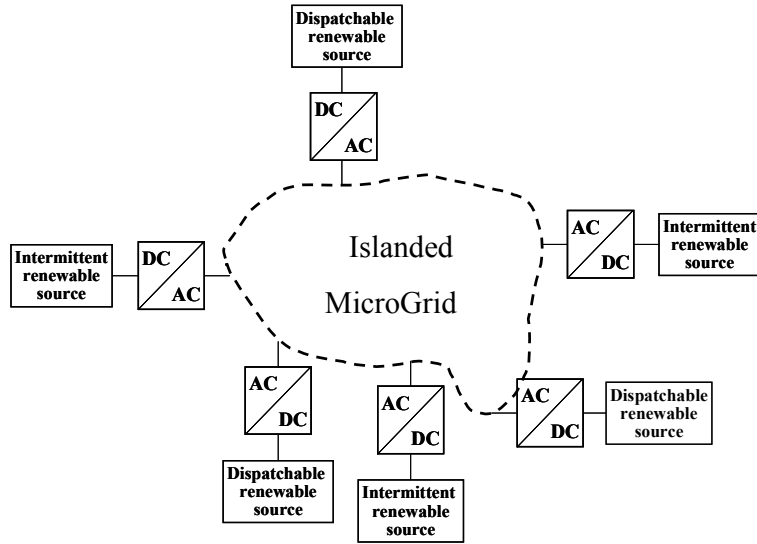 Dispatchable
renewable
source
DC
AC
Islanded
MicroGrid
AC
DC
Intermittent
renewable
source
Intermittent
renewable
source
DC
AC
AC
DC
Dispatchable
renewable
source
AC
DC
Intermittent
renewable
source
AC
DC
Dispatchable
renewable
source